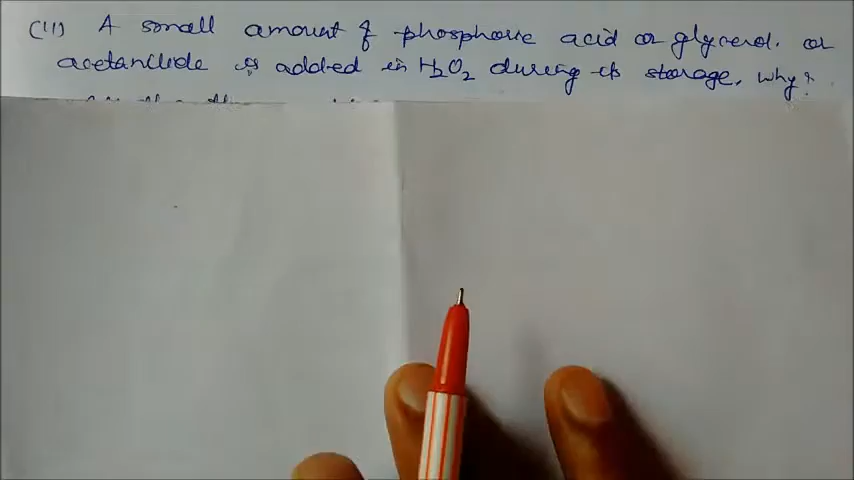 (11) A small amount of phosphoric acid or glycerol. or
acetanilide is added in H₂O₂ during its storage, why?